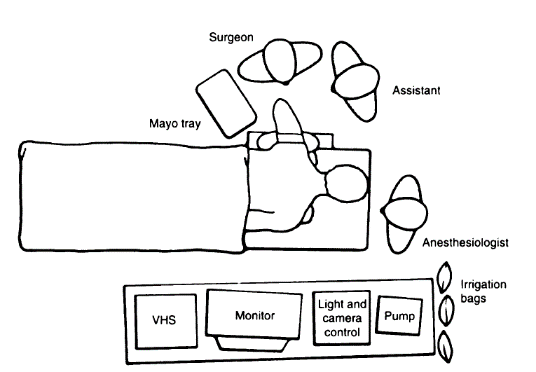 Surgeon
Assistant
Mayo tray
Anesthesiologist
Irrigation
bags
VHS
Monitor
Light and
camera
control
Pump